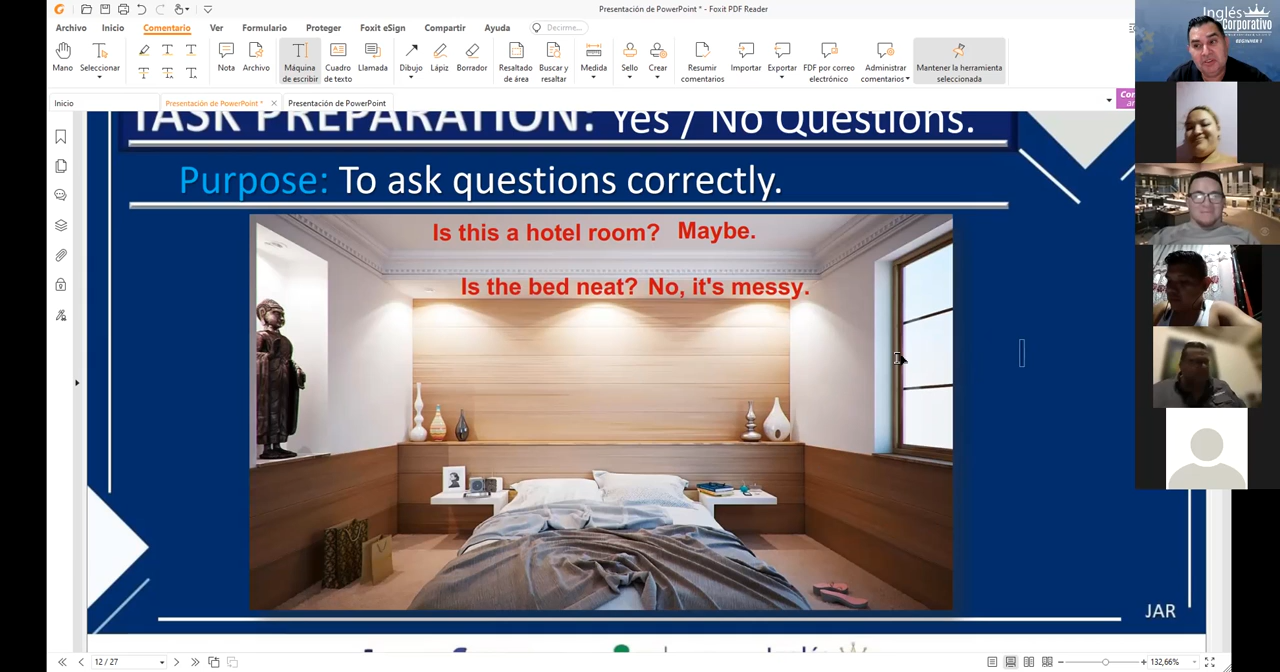 Presentación de PowerPoint * - Foxit PDF Reader
Archivo Inicio Comentario Ver Formulario Proteger Foxit eSign Compartir Ayuda Decirme...
Mano Seleccionar Nota Archivo Máquina de escribir Cuadro de texto Llamada Dibujo Lápiz Borrador Resaltado de área Buscar y resaltar Medida Sello Crear Resumir comentarios Importar Exportar PDF por correo electrónico Administrar comentarios Mantener la herramienta seleccionada
Inicio Presentación de PowerPoint * Presentación de PowerPoint
TASK PREPARATION: Yes / No Questions.
Purpose: To ask questions correctly.
Is this a hotel room? Maybe.
Is the bed neat? No, it's messy.
JAR
12 / 27
132,66%
Inglés
Corporativo
BEGINNER 1